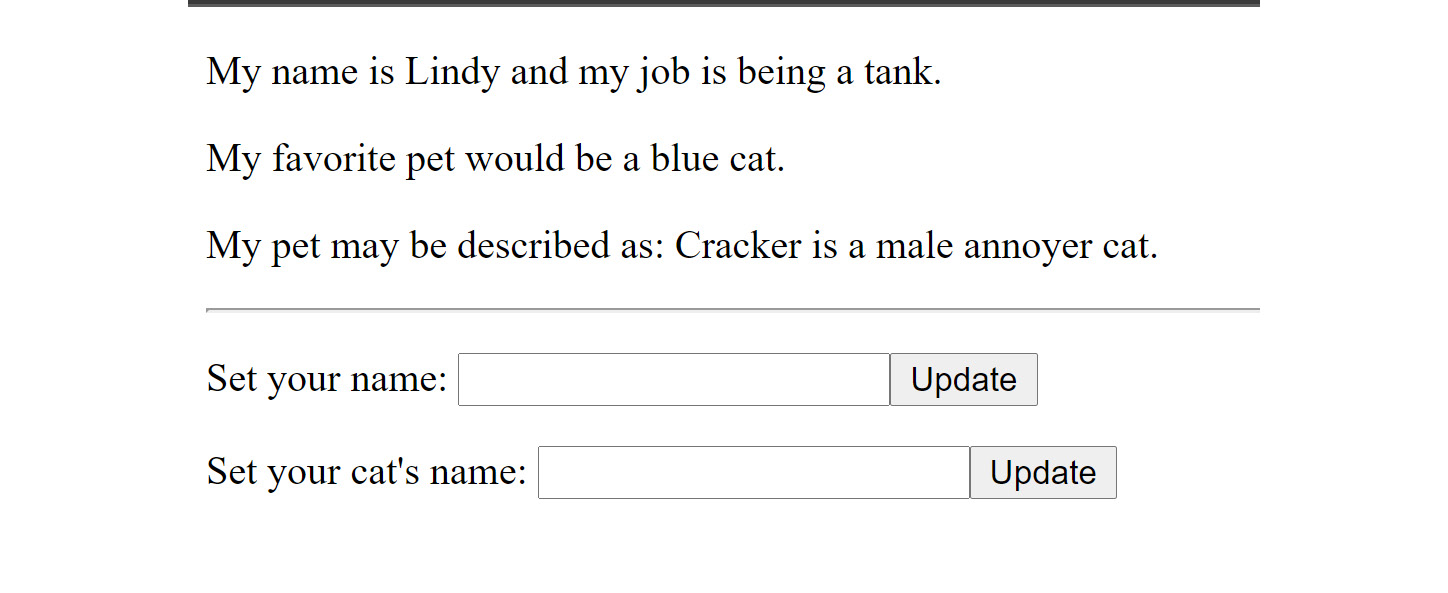 My name is Lindy and my job is being a tank.
My favorite pet would be a blue cat.
My pet may be described as: Cracker is a male annoyer cat.
Set your name: Update
Set your cat's name: Update